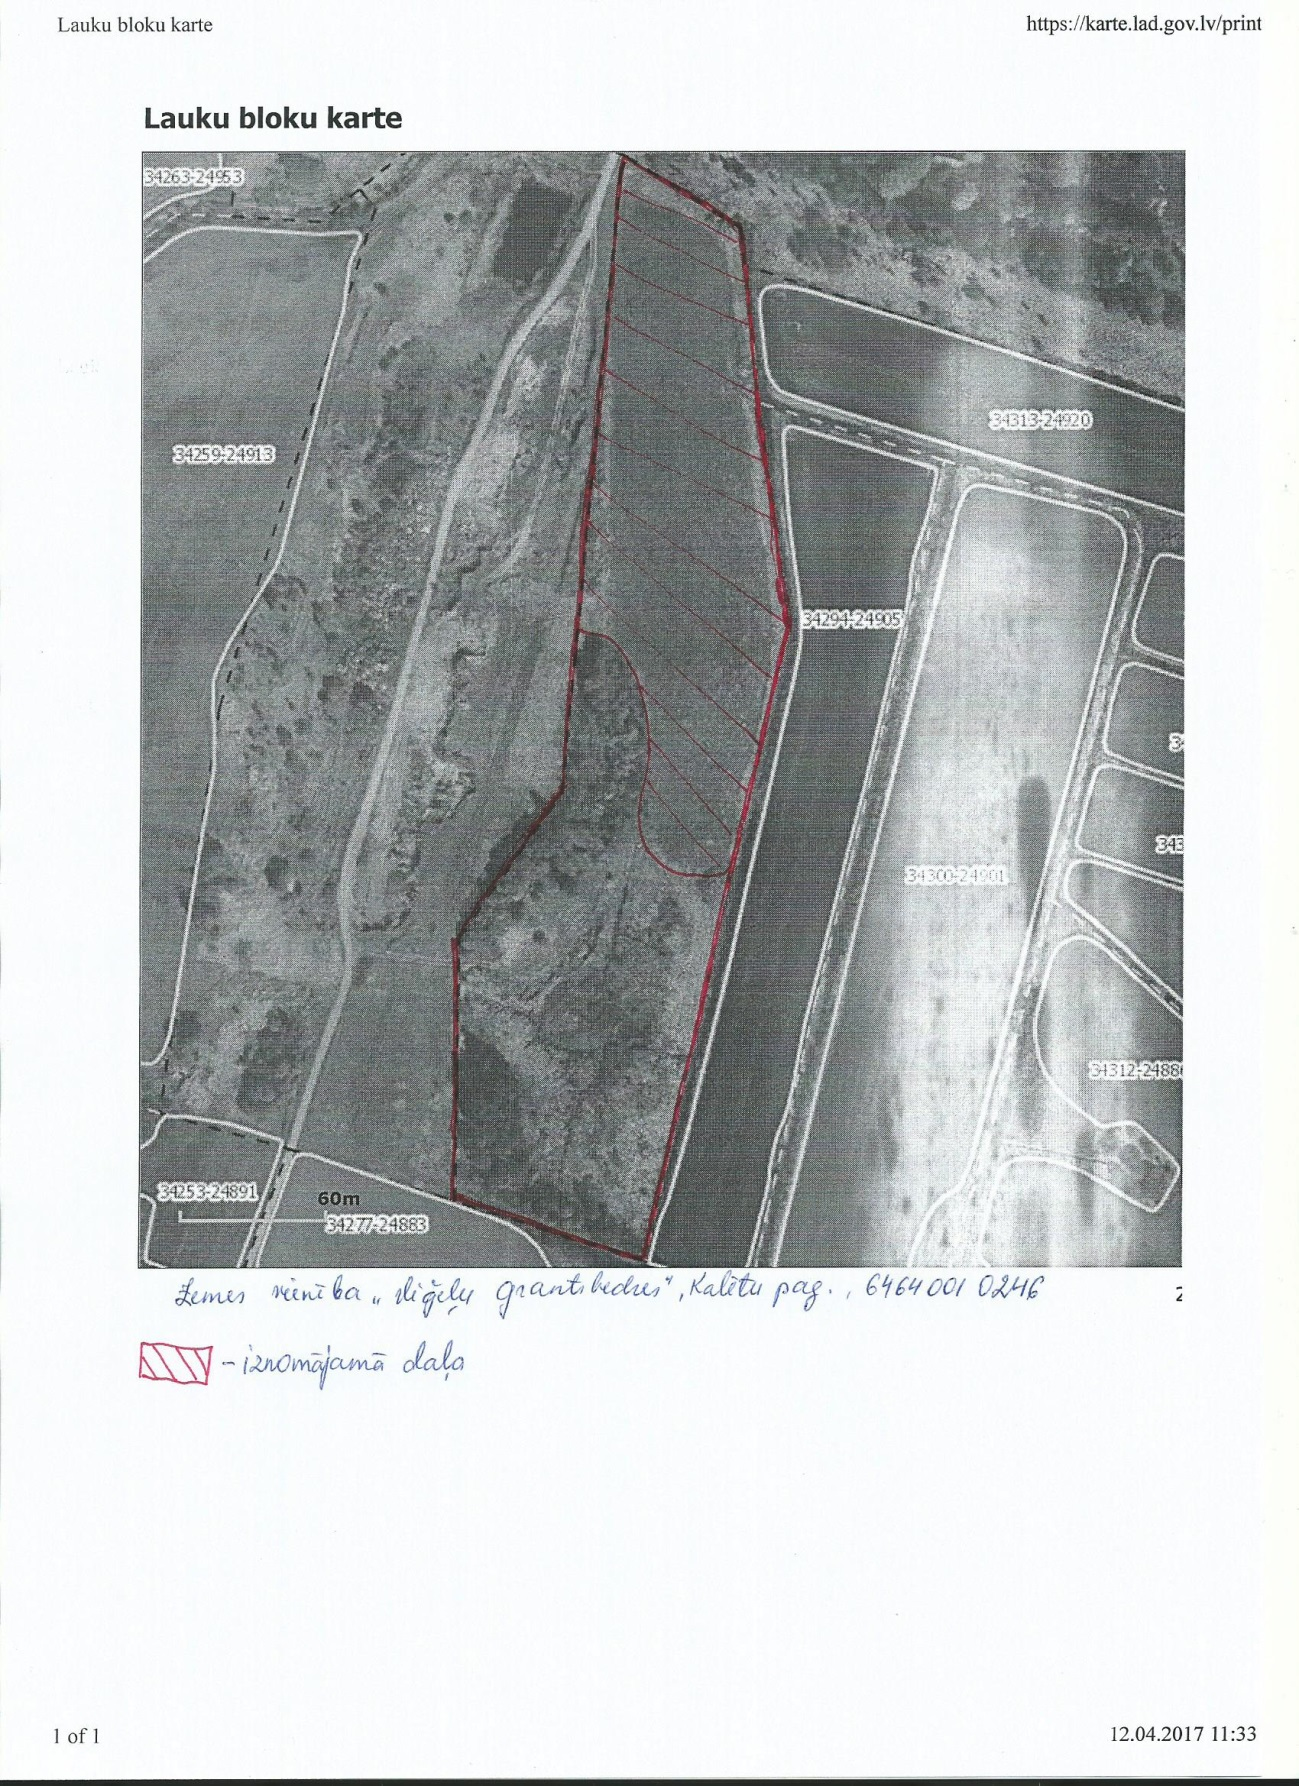 Lauku bloku karte
https://karte.lad.gov.lv/print
Lauku bloku karte
34263-24953
34259-24913
34313-24920
34294-24905
34300-24901
34312-2488
34253-24891
60m
34277-24883
Zemes vienība „ grantsbedres", Kalētu pag., 6464 001 0246
- iznomājamā daļa
1 of 1
12.04.2017 11:33